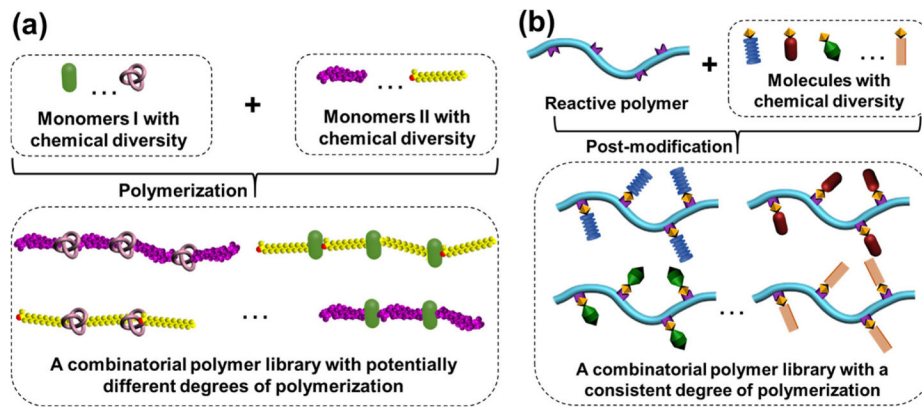 (a)
...
+
...
Monomers I with
chemical diversity
Monomers II with
chemical diversity
Polymerization
...
A combinatorial polymer library with potentially
different degrees of polymerization
(b)
+
...
Reactive polymer
Molecules with
chemical diversity
Post-modification
...
A combinatorial polymer library with a
consistent degree of polymerization